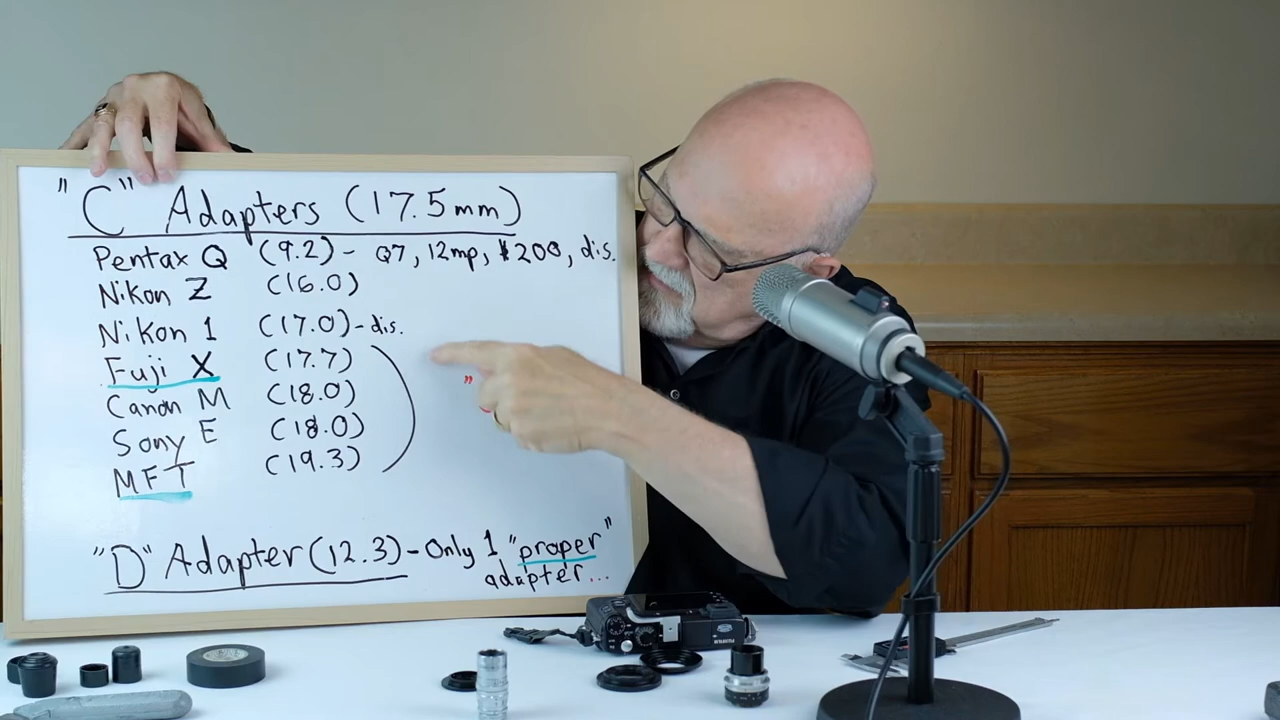 "C" Adapters (17.5mm)
Pentax Q (9.2) - Q7, 12mp, $200, dis.
Nikon Z (16.0)
Nikon 1 (17.0) - dis.
Fuji X (17.7)
Canon M (18.0)
Sony E (18.0)
MFT (19.3)
"
"D" Adapter (12.3) - Only 1 "proper"
adapter...
FUJIFILM